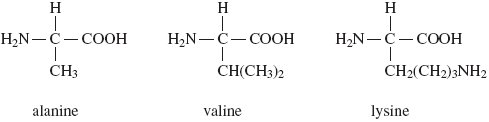 H H H
H₂N—C—COOH H₂N—C—COOH H₂N—C—COOH
CH₃ CH(CH₃)₂ CH₂(CH₂)₃NH₂
alanine valine lysine